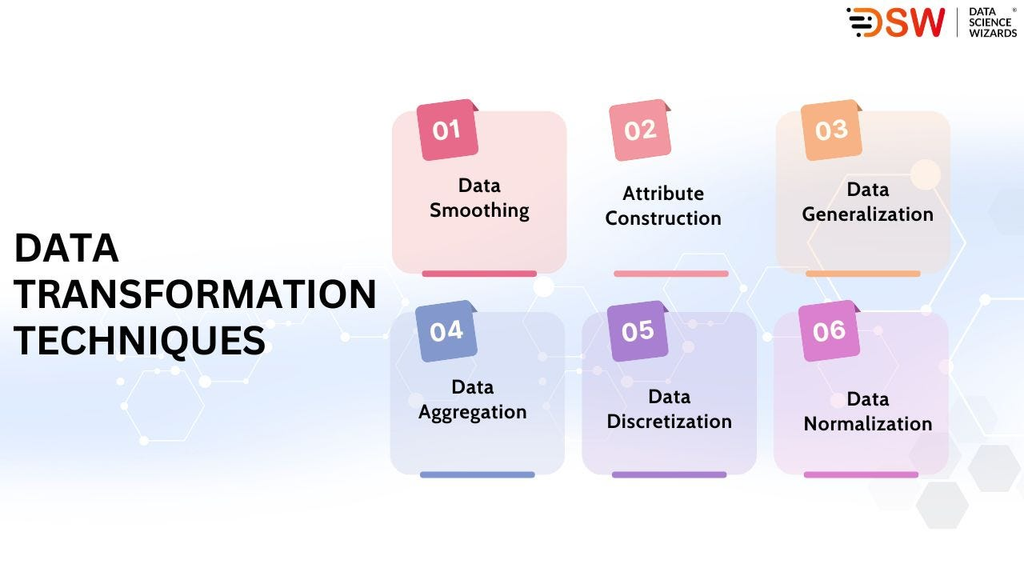 DSW
DATA
SCIENCE
WIZARDS
®
DATA
TRANSFORMATION
TECHNIQUES
01
Data
Smoothing
02
Attribute
Construction
03
Data
Generalization
04
Data
Aggregation
05
Data
Discretization
06
Data
Normalization